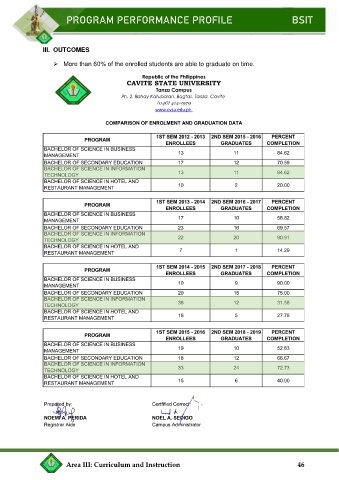 PROGRAM PERFORMANCE PROFILE BSIT
III. OUTCOMES
➢ More than 60% of the enrolled students are able to graduate on time.
Republic of the Philippines
CAVITE STATE UNIVERSITY
Tanza Campus
Ph. 2, Bahay Katuparan, Bagtas, Tanza, Cavite
www.cvsu.edu.ph
COMPARISON OF ENROLMENT AND GRADUATION DATA
PROGRAM 1ST SEM 2012 - 2013 ENROLLEES 2ND SEM 2015 - 2016 GRADUATES PERCENT COMPLETION
BACHELOR OF SCIENCE IN BUSINESS MANAGEMENT 13 11 84.62
BACHELOR OF SECONDARY EDUCATION 17 12 70.59
BACHELOR OF SCIENCE IN INFORMATION TECHNOLOGY 13 11 84.62
BACHELOR OF SCIENCE IN HOTEL AND RESTAURANT MANAGEMENT 10 2 20.00
PROGRAM 1ST SEM 2013 - 2014 ENROLLEES 2ND SEM 2016 - 2017 GRADUATES PERCENT COMPLETION
BACHELOR OF SCIENCE IN BUSINESS MANAGEMENT 17 10 58.82
BACHELOR OF SECONDARY EDUCATION 23 16 69.57
BACHELOR OF SCIENCE IN INFORMATION TECHNOLOGY 22 20 90.91
BACHELOR OF SCIENCE IN HOTEL AND RESTAURANT MANAGEMENT 7 1 14.29
PROGRAM 1ST SEM 2014 - 2015 ENROLLEES 2ND SEM 2017 - 2018 GRADUATES PERCENT COMPLETION
BACHELOR OF SCIENCE IN BUSINESS MANAGEMENT 9
BACHELOR OF SECONDARY EDUCATION 20 15 75.00
BACHELOR OF SCIENCE IN INFORMATION TECHNOLOGY 38 12 31.58
BACHELOR OF SCIENCE IN HOTEL AND RESTAURANT MANAGEMENT 18 5 27.78
PROGRAM 1ST SEM 2015 - 2016 ENROLLEES 2ND SEM 2018 - 2019 GRADUATES PERCENT COMPLETION
BACHELOR OF SCIENCE IN BUSINESS MANAGEMENT 19 10 52.63
BACHELOR OF SECONDARY EDUCATION 18 12 66.67
BACHELOR OF SCIENCE IN INFORMATION TECHNOLOGY 33 24 72.73
BACHELOR OF SCIENCE IN HOTEL AND RESTAURANT MANAGEMENT 15 6 40.00
Prepared by: Certified Correct:
NOEMI A. PERIDA NOEL A. SEDIGO
Registrar Aide Campus Administrator
Area III: Curriculum and Instruction 46